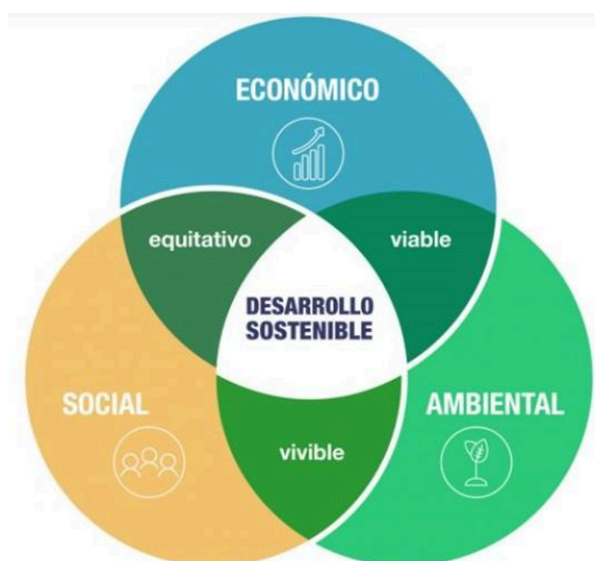 ECONÓMICO
equitativo
viable
DESARROLLO
SOSTENIBLE
SOCIAL
AMBIENTAL
vivible